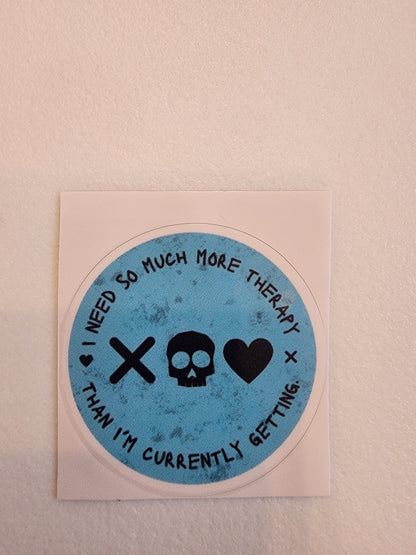 I NEED SO MUCH MORE THERAPY
THAN I'M CURRENTLY GETTING.